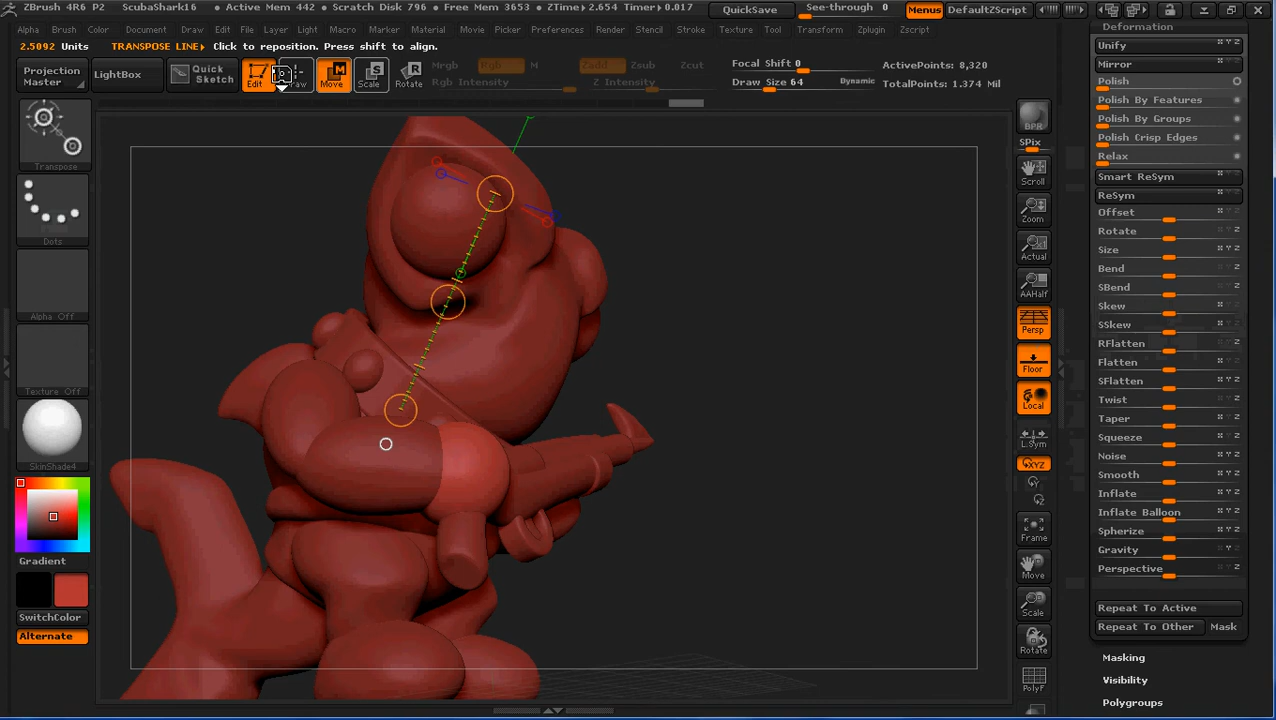 ZBrush 4R6 P2 ScubaShark16 • Active Mem 442 • Scratch Disk 796 • Free Mem 3653 • ZTime▸2.654 Timer▸0.017 QuickSave See-through 0 Menus DefaultZScript
Alpha Brush Color Document Draw Edit File Layer Light Macro Marker Material Movie Picker Preferences Render Stencil Stroke Texture Tool Transform Zplugin Zscript
2.5092 Units TRANSPOSE LINE▸ Click to reposition. Press shift to align.
Projection Master
LightBox
Quick Sketch
Edit
Move
Scale
Rotate
Mrgb Rgb M
Rgb Intensity
Zadd Zsub Zcut
Z Intensity
Focal Shift 0
Draw Size 64 Dynamic
ActivePoints: 8,320
TotalPoints: 1.374 Mil
Transpose
Dots
Alpha Off
Texture Off
SkinShade4
Gradient
SwitchColor
Alternate
BPR
SPix
Scroll
Zoom
Actual
AAHalf
Persp
Floor
Local
L.Sym
XYZ
Y
Z
Frame
Move
Scale
Rotate
PolyF
Deformation
Unify
Mirror
Polish
Polish By Features
Polish By Groups
Polish Crisp Edges
Relax
Smart ReSym
ReSym
Offset
Rotate
Size
Bend
SBend
Skew
SSkew
RFlatten
Flatten
SFlatten
Twist
Taper
Squeeze
Noise
Smooth
Inflate
Inflate Balloon
Spherize
Gravity
Perspective
Repeat To Active
Repeat To Other Mask
Masking
Visibility
Polygroups